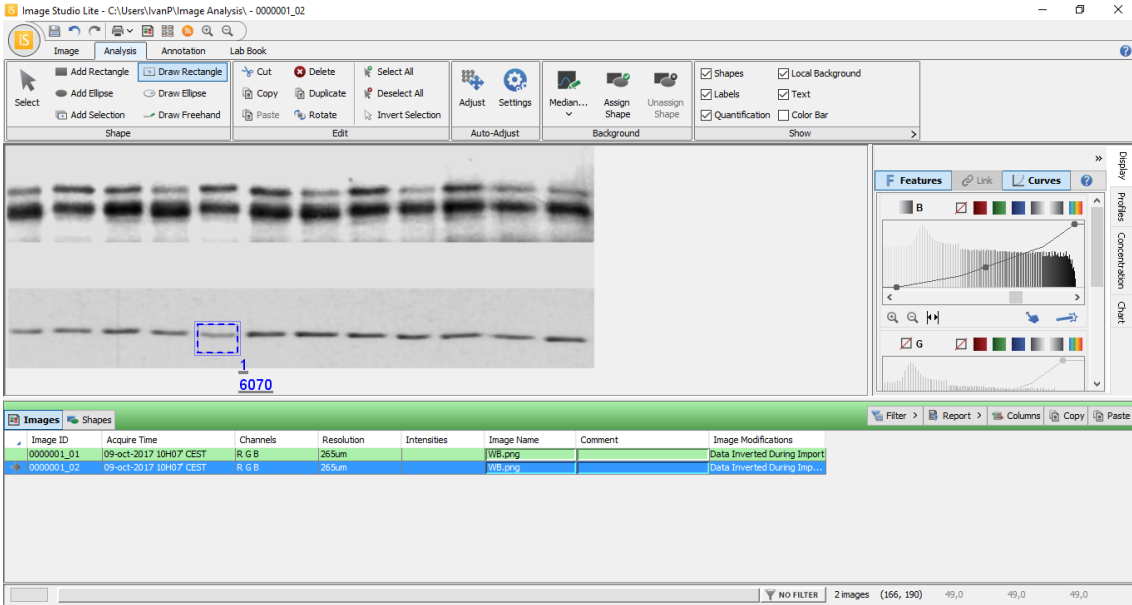 Image Studio Lite - C:\Users\IvanP\Image Analysis\ - 0000001_02
iS
Image Analysis Annotation Lab Book
Select
Add Rectangle Draw Rectangle
Add Ellipse Draw Ellipse
Add Selection Draw Freehand
Shape
Cut Delete Select All
Copy Duplicate Deselect All
Paste Rotate Invert Selection
Edit
Adjust Settings
Auto-Adjust
Median... Assign Shape Unassign Shape
Background
Shapes Local Background
Labels Text
Quantification Color Bar
Show >
1
6070
»
F Features Link Curves ?
B
G
Display
Profiles
Concentration
Chart
Images Shapes
Filter > Report > Columns Copy Paste
Image ID Acquire Time Channels Resolution Intensities Image Name Comment Image Modifications
0000001_01 09-oct-2017 10H07' CEST R G B 265um WB.png Data Inverted During Import
0000001_02 09-oct-2017 10H07' CEST R G B 265um WB.png Data Inverted During Imp...
NO FILTER 2 images (166, 190) 49,0 49,0 49,0